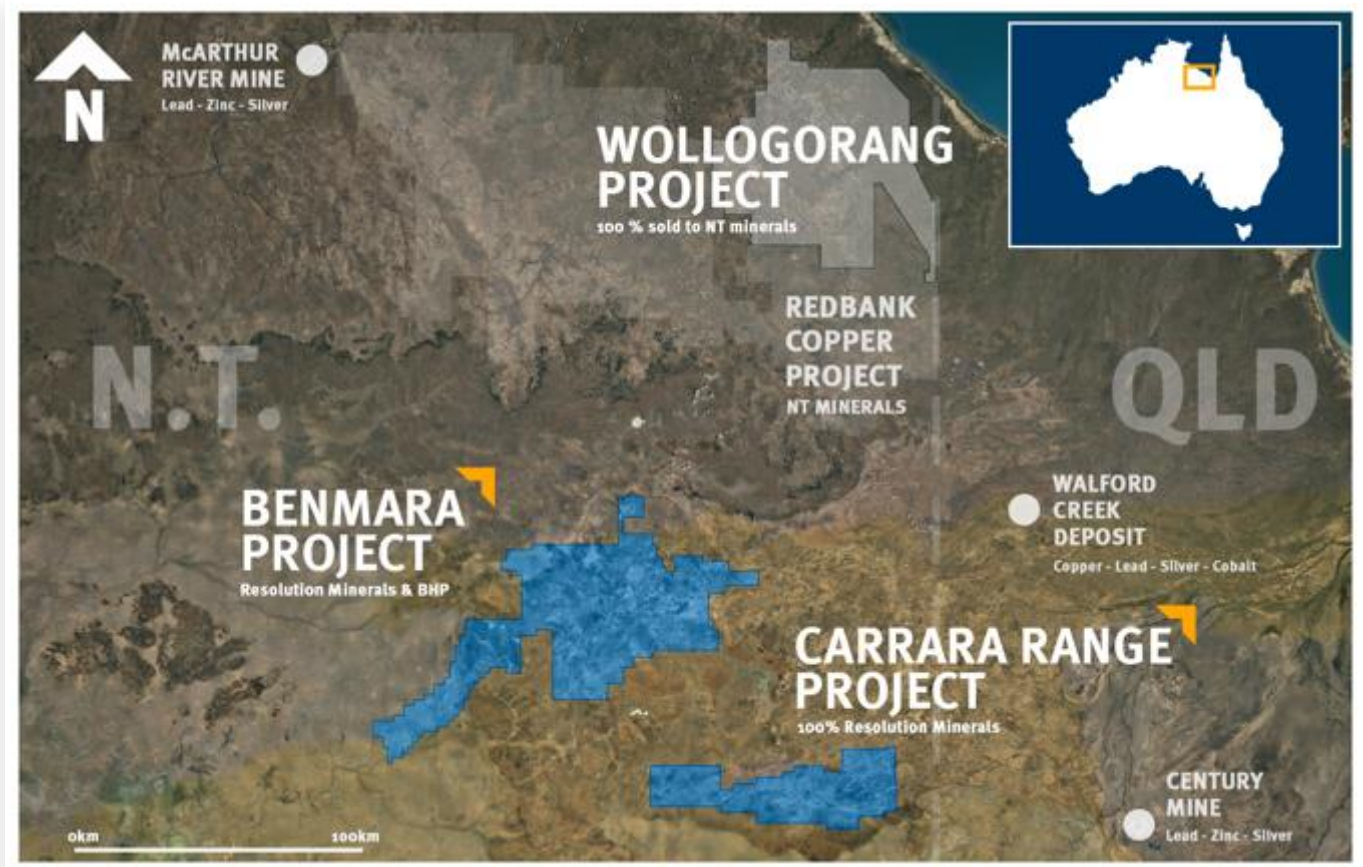 N
McARTHUR
RIVER MINE
Lead - Zinc - Silver
WOLLOGORANG
PROJECT
100 % sold to NT minerals
REDBANK
COPPER
PROJECT
NT MINERALS
N.T.
QLD
BENMARA
PROJECT
Resolution Minerals & BHP
WALFORD
CREEK
DEPOSIT
Copper - Lead - Silver - Cobalt
CARRARA RANGE
PROJECT
100% Resolution Minerals
CENTURY
MINE
Lead - Zinc - Silver
0km
100km